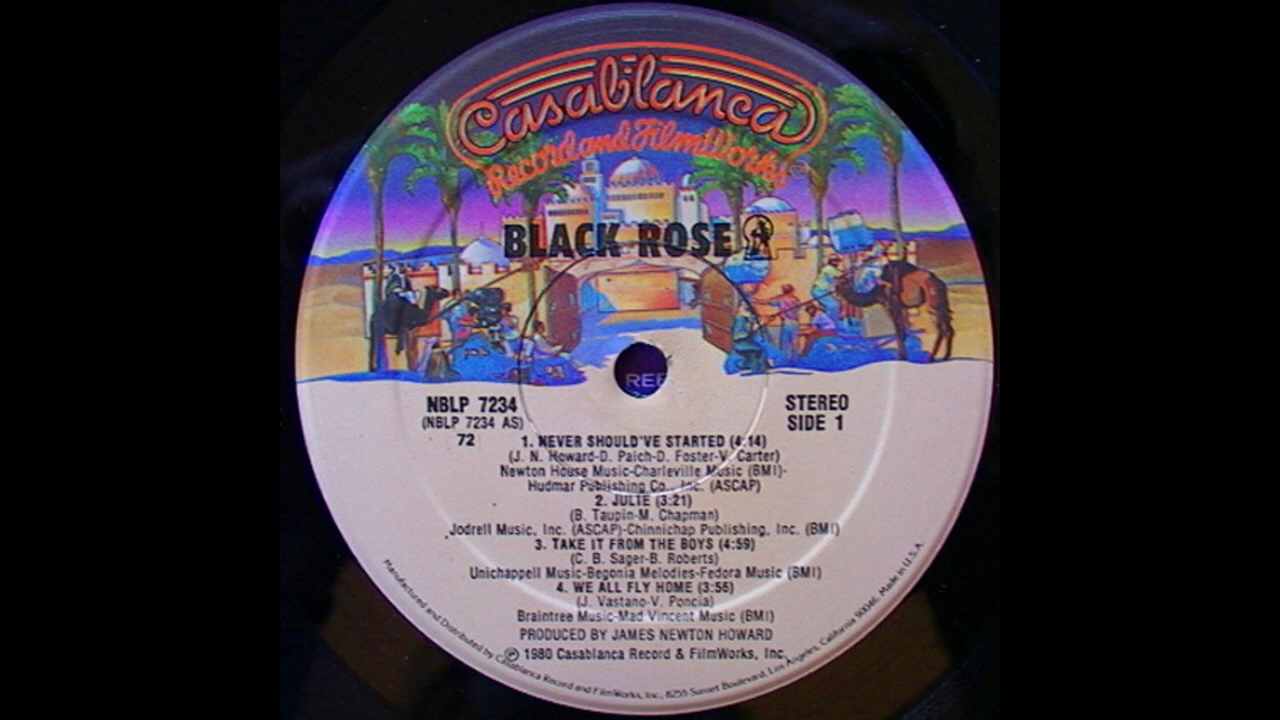 Casablanca
Record and FilmWorks
BLACK ROSE
NBLP 7234
(NBLP 7234 AS)
72
STEREO
SIDE 1
1. NEVER SHOULD'VE STARTED (4:14)
(J. N. Howard-D. Paich-D. Foster-V. Carter)
Newton House Music-Charleville Music (BMI)-
Hudmar Publishing Co., Inc. (ASCAP)
2. JULIE (3:21)
(B. Taupin-M. Chapman)
Jodrell Music, Inc. (ASCAP)-Chinnichap Publishing, Inc. (BMI)
3. TAKE IT FROM THE BOYS (4:59)
(C. B. Sager-B. Roberts)
Unichappell Music-Begonia Melodies-Fedora Music (BMI)
4. WE ALL FLY HOME (3:56)
(J. Vastano-V. Poncia)
Braintree Music-Mad Vincent Music (BMI)
PRODUCED BY JAMES NEWTON HOWARD
℗ 1980 Casablanca Record & FilmWorks, Inc.
Manufactured and Distributed by Casablanca Record and FilmWorks, Inc., 8255 Sunset Boulevard, Los Angeles, California 90046. Made in U.S.A.